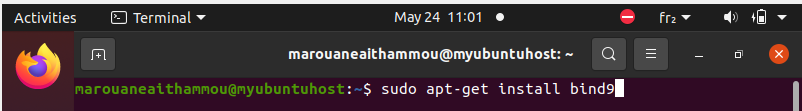 Activities Terminal May 24 11:01 fr₂
marouaneaithammou@myubuntuhost: ~
marouaneaithammou@myubuntuhost:~$ sudo apt-get install bind9